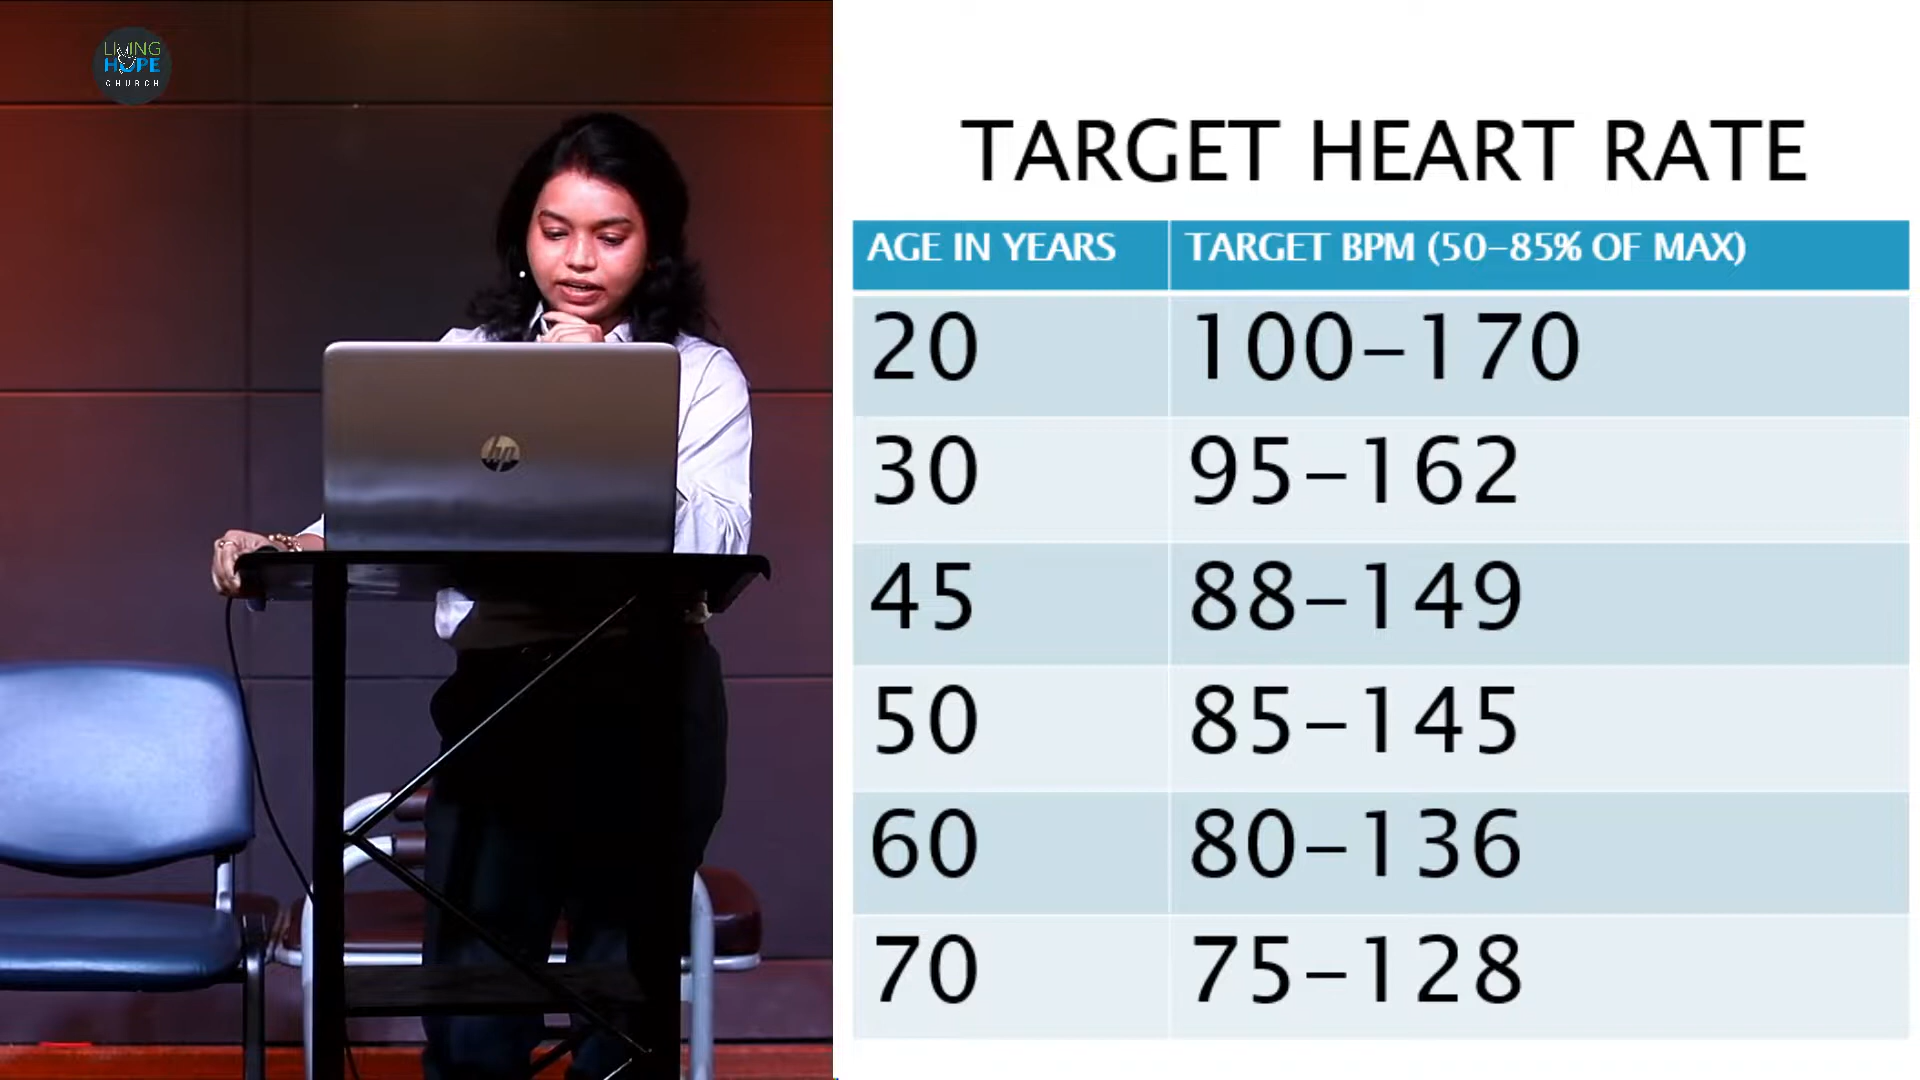 LIVING
HOPE
CHURCH
hp
TARGET HEART RATE
AGE IN YEARS TARGET BPM (50-85% OF MAX)
20 100-170
30 95-162
45 88-149
50 85-145
60 80-136
70 75-128